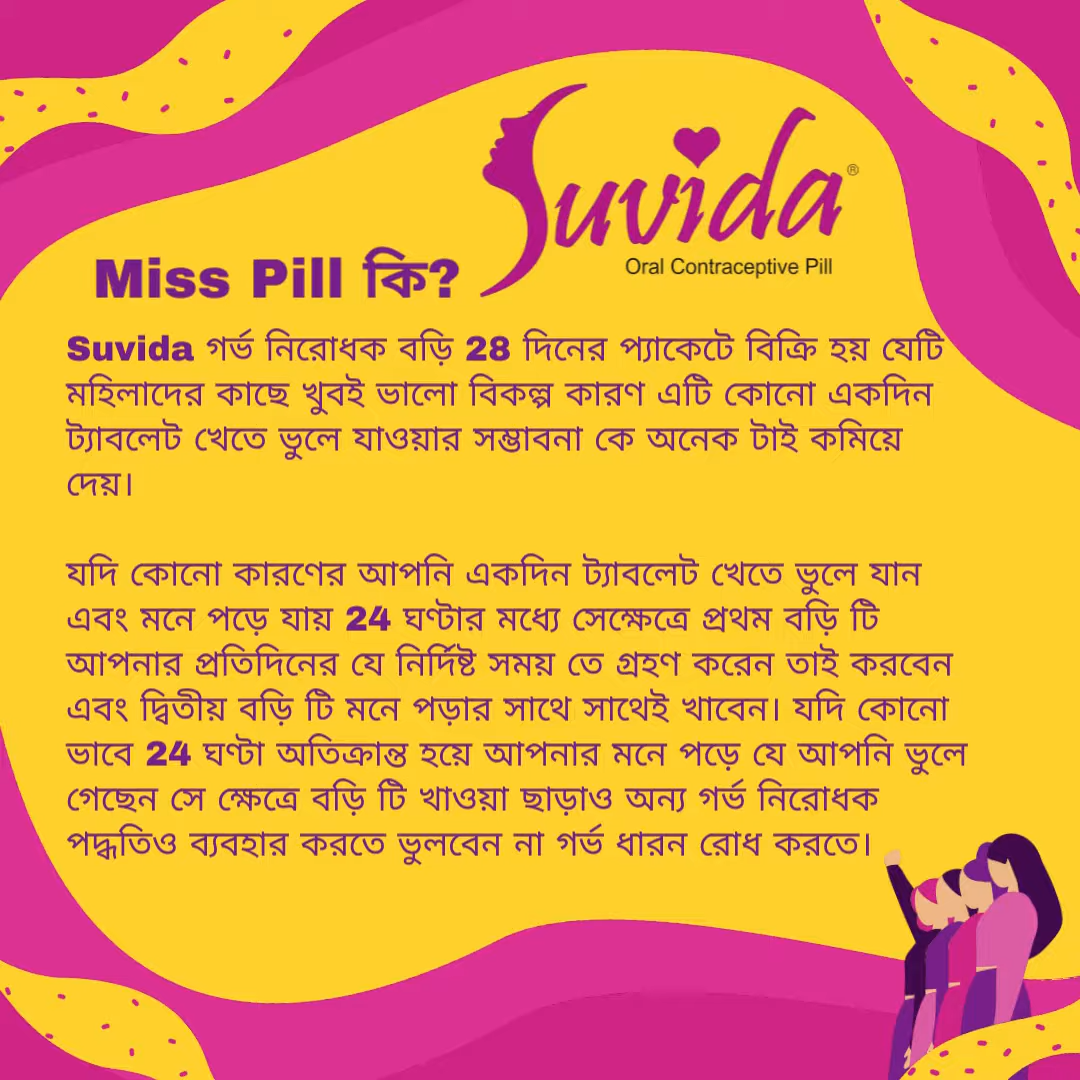 Suvida®
Oral Contraceptive Pill
Miss Pill কি?
Suvida গর্ভ নিরোধক বড়ি 28 দিনের প্যাকেটে বিক্রি হয় যেটি
মহিলাদের কাছে খুবই ভালো বিকল্প কারণ এটি কোনো একদিন
ট্যাবলেট খেতে ভুলে যাওয়ার সম্ভাবনা কে অনেক টাই কমিয়ে
দেয়।
যদি কোনো কারণের আপনি একদিন ট্যাবলেট খেতে ভুলে যান
এবং মনে পড়ে যায় 24 ঘণ্টার মধ্যে সেক্ষেত্রে প্রথম বড়ি টি
আপনার প্রতিদিনের যে নির্দিষ্ট সময় তে গ্রহণ করেন তাই করবেন
এবং দ্বিতীয় বড়ি টি মনে পড়ার সাথে সাথেই খাবেন। যদি কোনো
ভাবে 24 ঘণ্টা অতিক্রান্ত হয়ে আপনার মনে পড়ে যে আপনি ভুলে
গেছেন সে ক্ষেত্রে বড়ি টি খাওয়া ছাড়াও অন্য গর্ভ নিরোধক
পদ্ধতিও ব্যবহার করতে ভুলবেন না গর্ভ ধারন রোধ করতে।